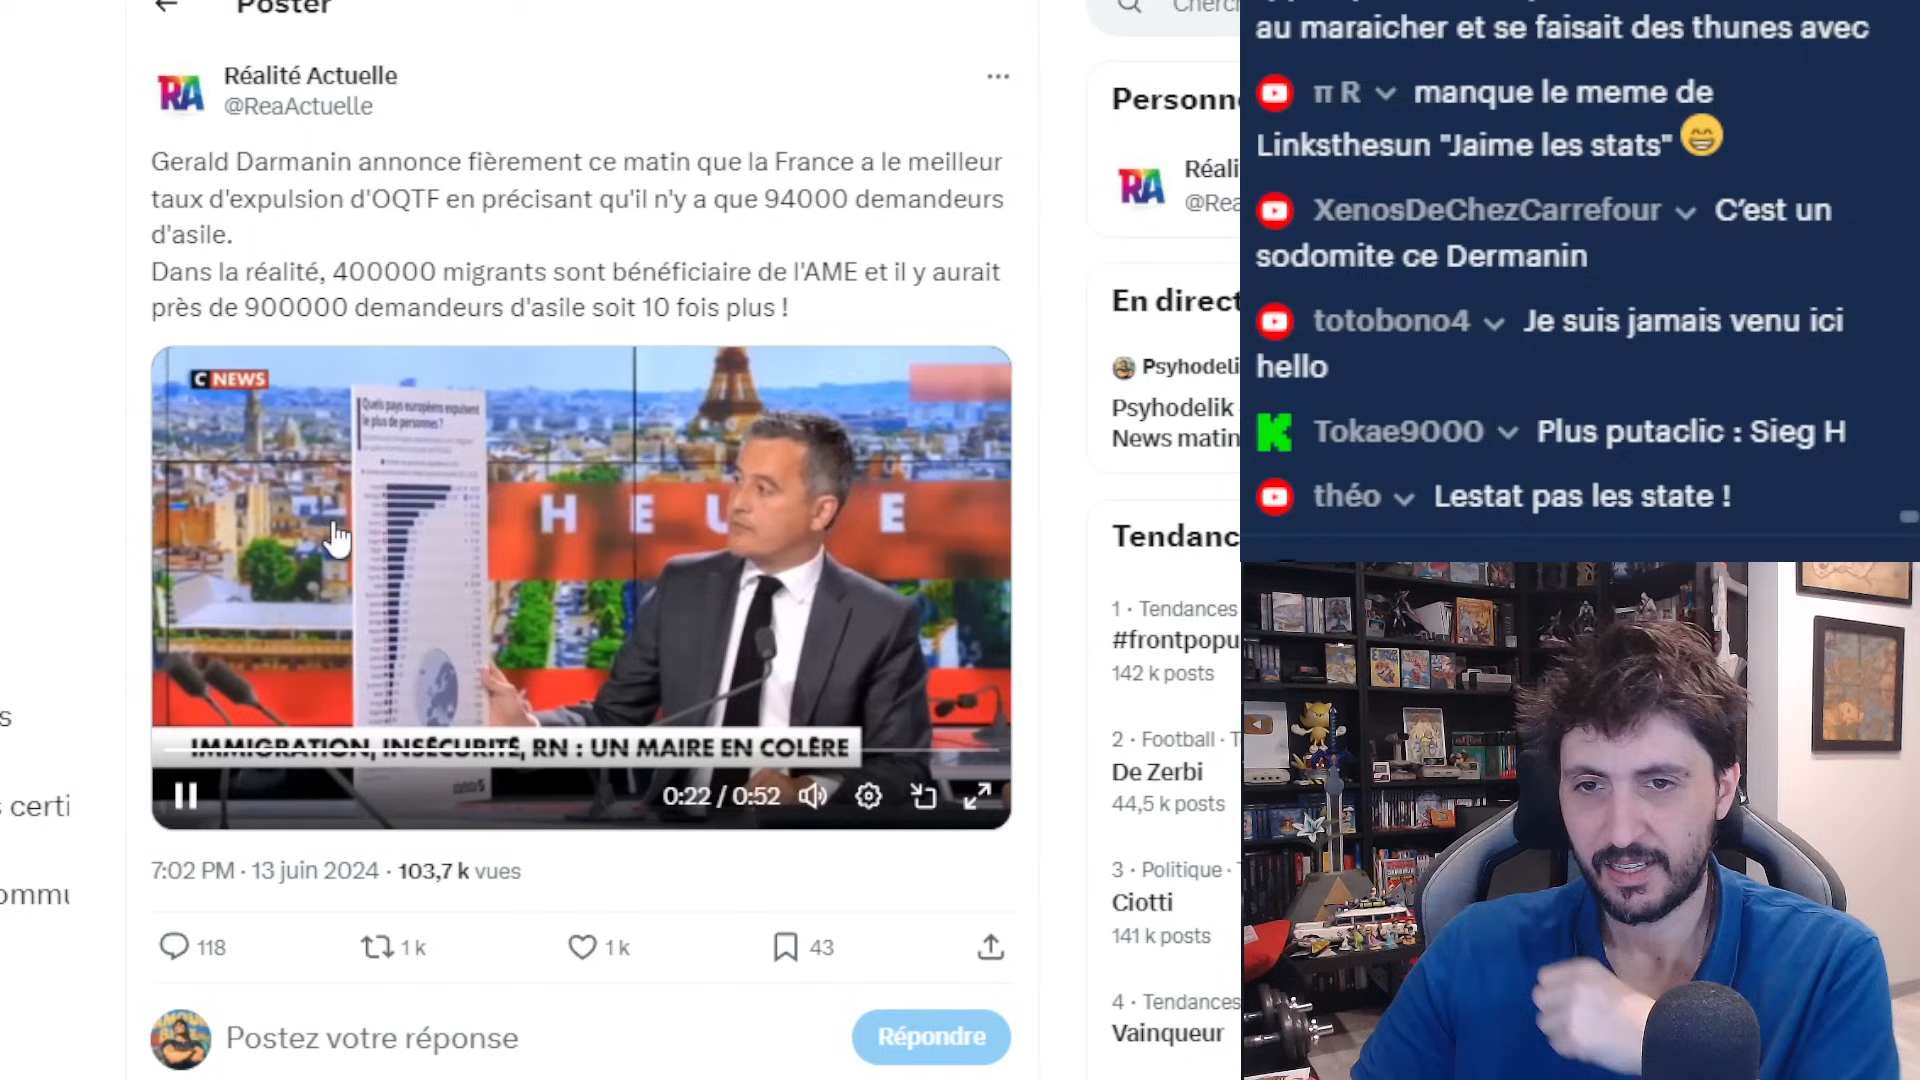 Poster
RA
Réalité Actuelle
@ReaActuelle
Gerald Darmanin annonce fièrement ce matin que la France a le meilleur
taux d'expulsion d'OQTF en précisant qu'il n'y a que 94000 demandeurs
d'asile.
Dans la réalité, 400000 migrants sont bénéficiaire de l'AME et il y aurait
près de 900000 demandeurs d'asile soit 10 fois plus !
CNEWS
Quels pays européens expulsent
le plus de personnes ?
HEU E
IMMIGRATION, INSÉCURITÉ, RN : UN MAIRE EN COLÈRE
0:22 / 0:52
7:02 PM · 13 juin 2024 · 103,7 k vues
118
1 k
1 k
43
Postez votre réponse
Répondre
s
s certi
ommu
Cherc
Personn
RA
Réali
@Rea
En direct
Psyhodeli
Psyhodelik
News matin
Tendanc
1 · Tendances
#frontpopu
142 k posts
2 · Football · T
De Zerbi
44,5 k posts
3 · Politique ·
Ciotti
141 k posts
4 · Tendances
Vainqueur
au maraicher et se faisait des thunes avec
π R manque le meme de
Linksthesun "Jaime les stats"
XenosDeChezCarrefour C’est un
sodomite ce Dermanin
totobono4 Je suis jamais venu ici
hello
Tokae9000 Plus putaclic : Sieg H
théo Lestat pas les state !